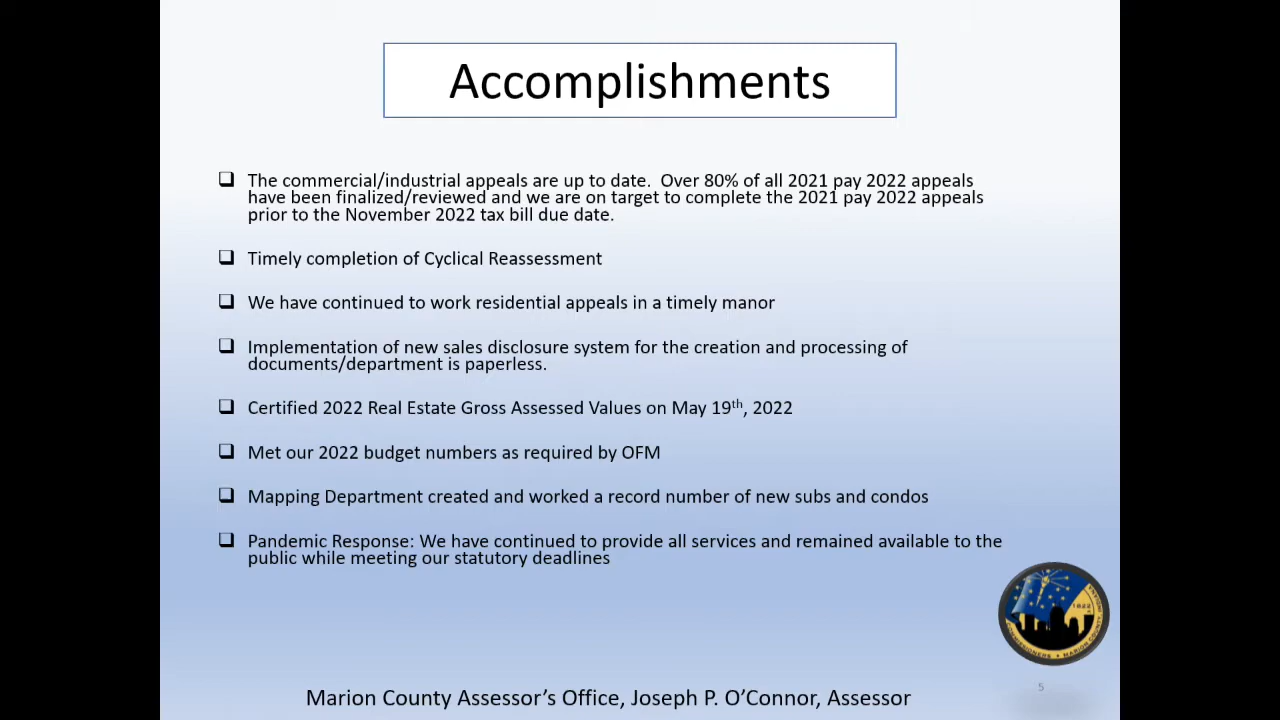 Accomplishments
❑ The commercial/industrial appeals are up to date.  Over 80% of all 2021 pay 2022 appeals
have been finalized/reviewed and we are on target to complete the 2021 pay 2022 appeals
prior to the November 2022 tax bill due date.
❑ Timely completion of Cyclical Reassessment
❑ We have continued to work residential appeals in a timely manor
❑ Implementation of new sales disclosure system for the creation and processing of
documents/department is paperless.
❑ Certified 2022 Real Estate Gross Assessed Values on May 19th, 2022
❑ Met our 2022 budget numbers as required by OFM
❑ Mapping Department created and worked a record number of new subs and condos
❑ Pandemic Response: We have continued to provide all services and remained available to the
public while meeting our statutory deadlines
1822
MARION COUNTY
5
Marion County Assessor’s Office, Joseph P. O’Connor, Assessor